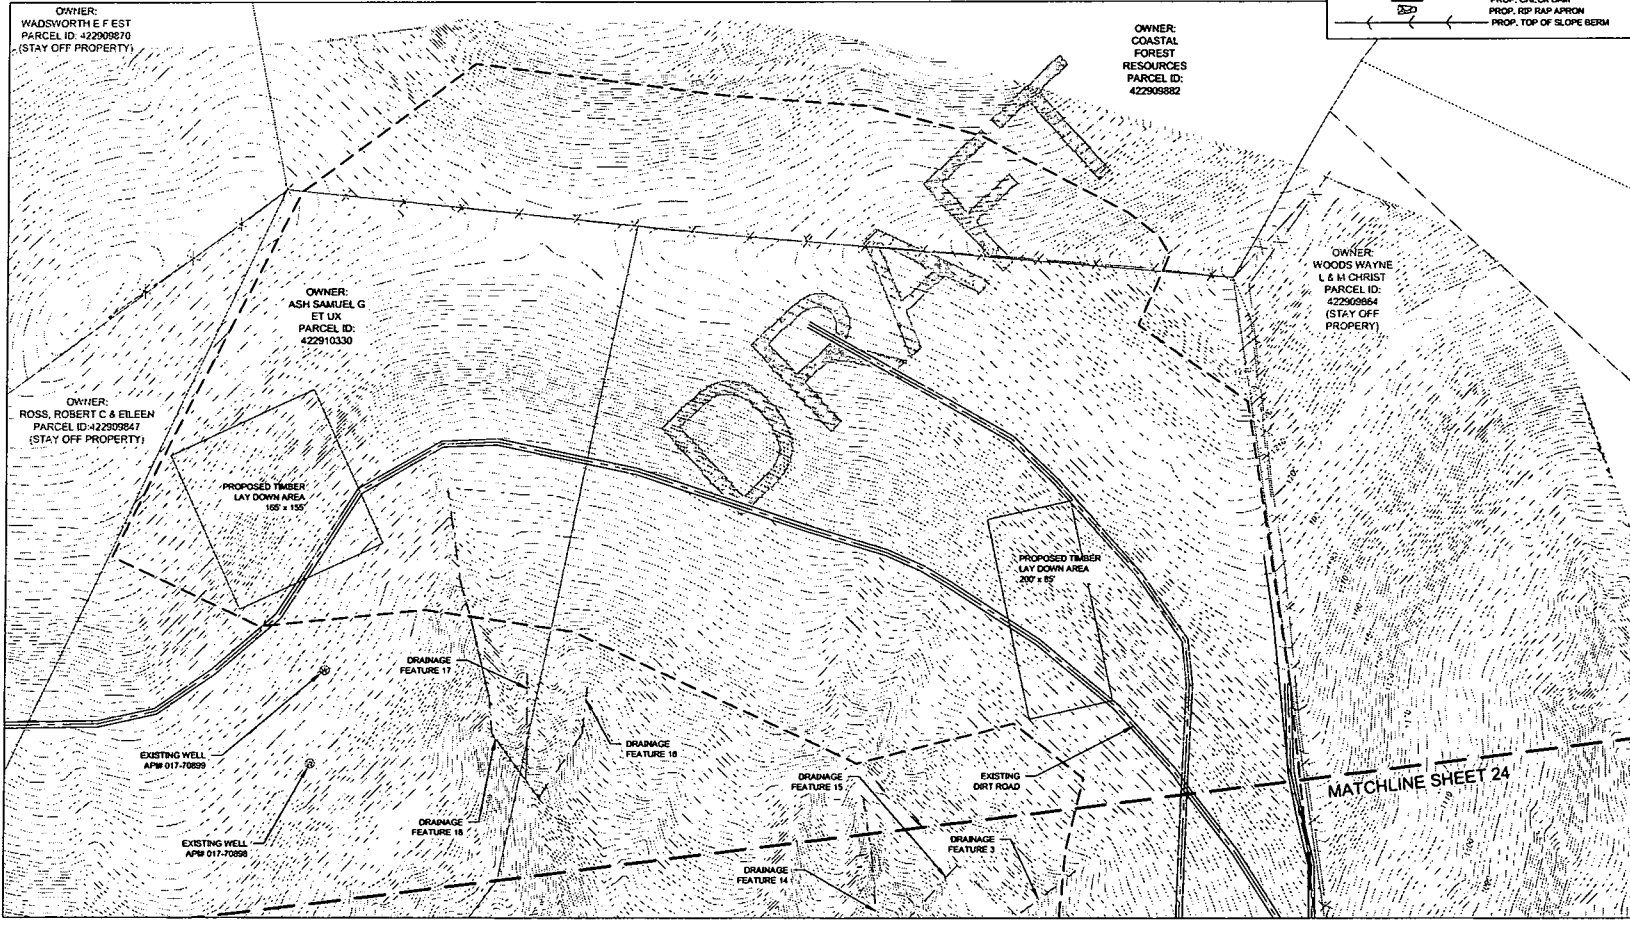 OWNER:
WADSWORTH E F EST
PARCEL ID: 422909870
(STAY OFF PROPERTY)
PROP. RIP RAP APRON
PROP. TOP OF SLOPE BERM
OWNER:
COASTAL
FOREST
RESOURCES
PARCEL ID:
422909882
DRAFT
OWNER:
WOODS WAYNE
L & M CHRIST
PARCEL ID:
422909864
(STAY OFF
PROPERY)
OWNER:
ASH SAMUEL G
ET UX
PARCEL ID:
422910330
OWNER:
ROSS, ROBERT C & EILEEN
PARCEL ID:422909847
(STAY OFF PROPERTY)
PROPOSED TIMBER
LAY DOWN AREA
165' x 155'
PROPOSED TIMBER
LAY DOWN AREA
200' x 85'
DRAINAGE
FEATURE 17
DRAINAGE
FEATURE 16
EXISTING WELL
API# 017-70899
DRAINAGE
FEATURE 15
EXISTING
DIRT ROAD
MATCHLINE SHEET 24
DRAINAGE
EXISTING WELL
API# 017-70898
DRAINAGE
FEATURE 3
DRAINAGE
FEATURE 14